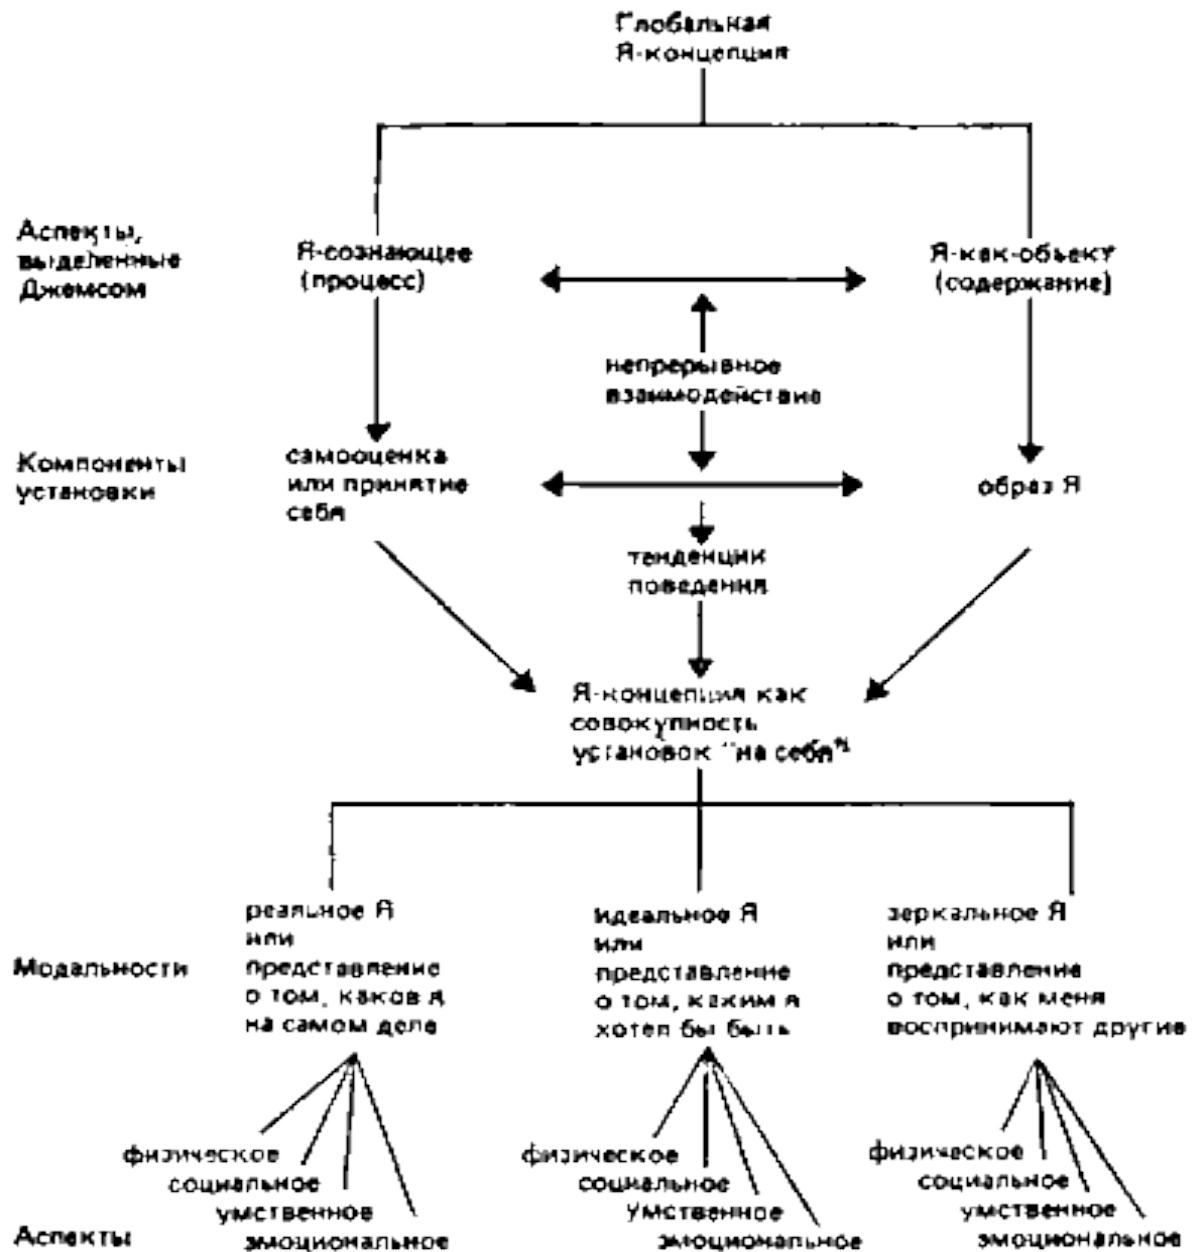 Глобальная
Я-концепция
Аспекты,
выделенные
Джемсом
Я-сознающее
(процесс)
Я-как-объект
(содержание)
непрерывное
взаимодействие
Компоненты
установки
самооценка
или принятие
себя
образ Я
тенденции
поведения
Я-концепция как
совокупность
установок "на себя"
Модальности
реальное Я
или
представление
о том, каков я
на самом деле
идеальное Я
или
представление
о том, каким я
хотел бы быть
зеркальное Я
или
представление
о том, как меня
воспринимают другие
Аспекты
физическое
социальное
умственное
эмоциональное
физическое
социальное
умственное
эмоциональное
физическое
социальное
умственное
эмоциональное